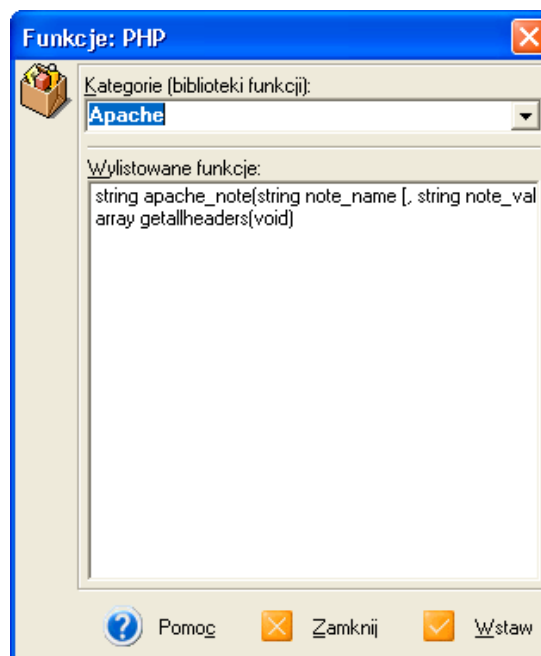 Funkcje: PHP
Kategorie (biblioteki funkcji):
Apache
Wylistowane funkcje:
string apache_note(string note_name [, string note_val
array getallheaders(void)
Pomoc Zamknij Wstaw